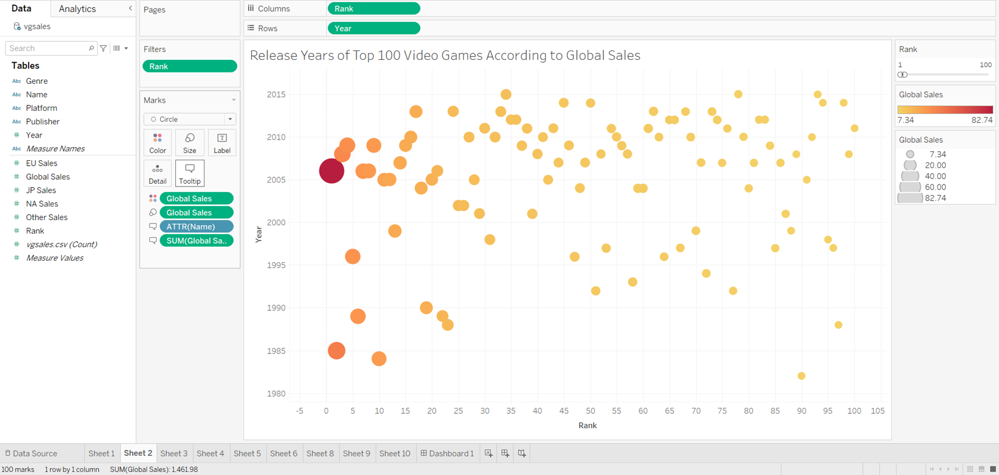 Data
Analytics
vgsales
Search
Tables
Abc Genre
Abc Name
Abc Platform
Abc Publisher
# Year
Abc Measure Names
# EU Sales
# Global Sales
# JP Sales
# NA Sales
# Other Sales
# Rank
# vgsales.csv (Count)
# Measure Values
Pages
Filters
Rank
Marks
Circle
Color
Size
Label
Detail
Tooltip
Global Sales
Global Sales
ATTR(Name)
SUM(Global Sa..
Columns
Rank
Rows
Year
Release Years of Top 100 Video Games According to Global Sales
Year
2015
2010
2005
2000
1995
1990
1985
1980
-5 0 5 10 15 20 25 30 35 40 45 50 55 60 65 70 75 80 85 90 95 100 105
Rank
Rank
1 100
Global Sales
7.34 82.74
Global Sales
7.34
20.00
40.00
60.00
82.74
Data Source
Sheet 1
Sheet 2
Sheet 3
Sheet 4
Sheet 5
Sheet 6
Sheet 8
Sheet 9
Sheet 10
Dashboard 1
100 marks
1 row by 1 column
SUM(Global Sales): 1,461.98